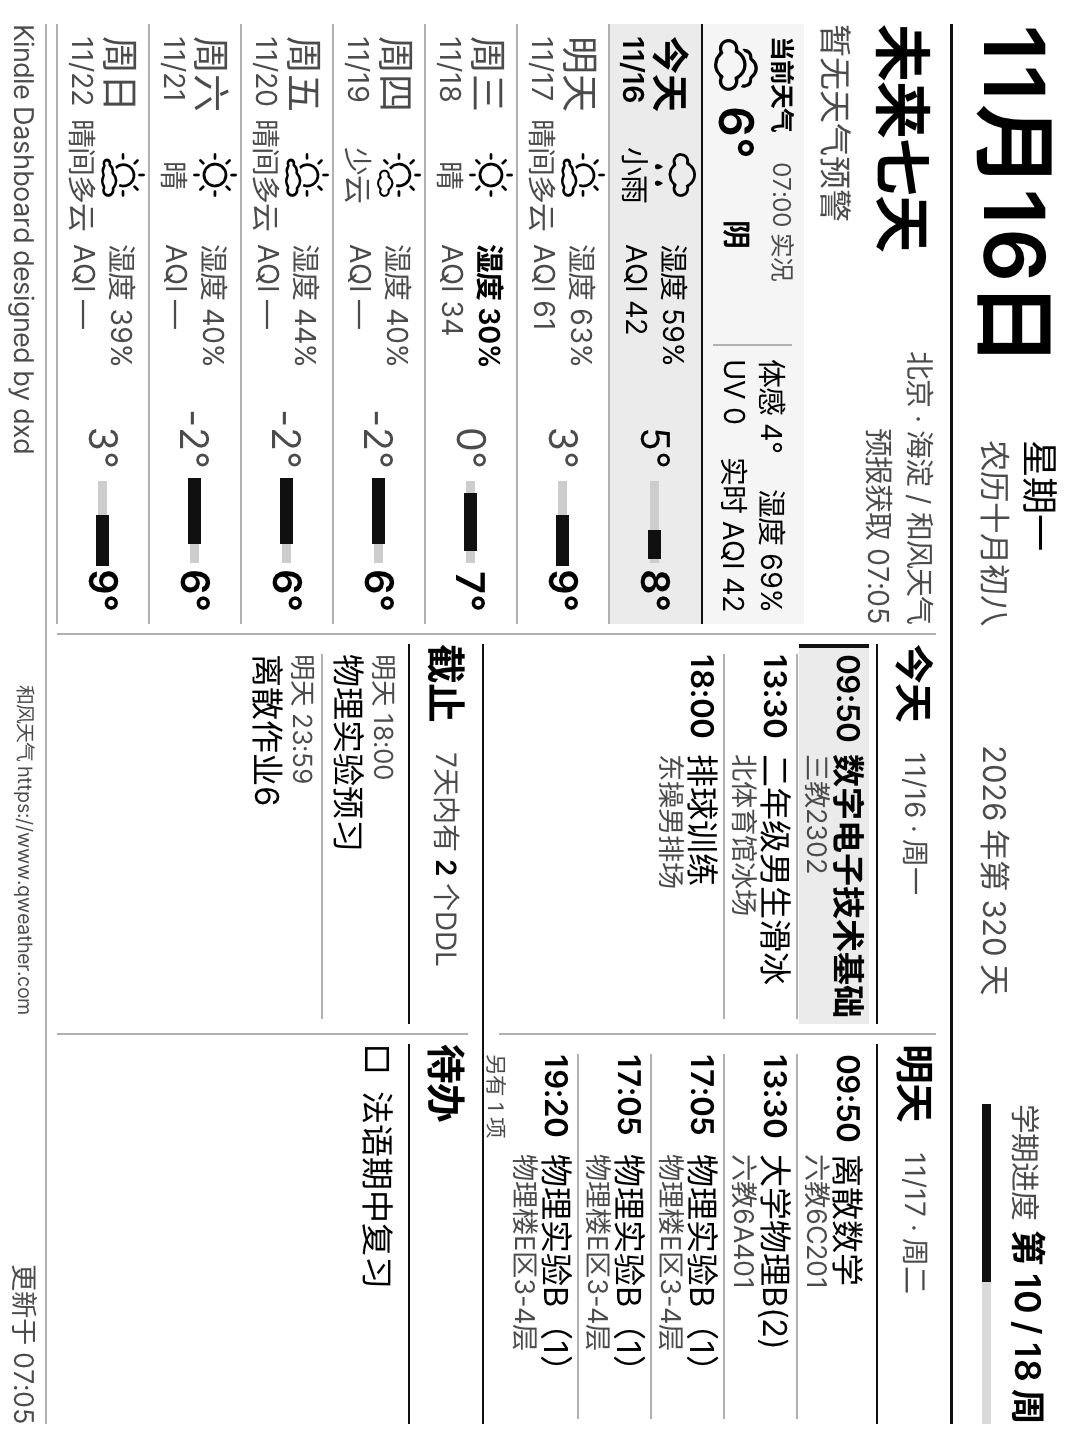 11月16日
星期一
农历十月初八
2026 年第 320 天
学期进度 第 10 / 18 周
未来七天
北京 · 海淀 / 和风天气
预报获取 07:05
暂无天气预警
当前天气 07:00 实况
6° 阴
体感 4° 湿度 69%
UV 0 实时 AQI 42
今天 小雨 湿度 59% 5° 8°
11/16 AQI 42
明天 晴间多云 湿度 63% 3° 9°
11/17 AQI 61
周三 晴 湿度 30% 0° 7°
11/18 AQI 34
周四 少云 湿度 40% -2° 6°
11/19 AQI —
周五 晴间多云 湿度 44% -2° 6°
11/20 AQI —
周六 晴 湿度 40% -2° 6°
11/21 AQI —
周日 晴间多云 湿度 39% 3° 9°
11/22 AQI —
今天 11/16 · 周一
09:50 数字电子技术基础
三教2302
13:30 二年级男生滑冰
北体育馆冰场
18:00 排球训练
东操男排场
明天 11/17 · 周二
09:50 离散数学
六教6C201
13:30 大学物理B(2)
六教6A401
17:05 物理实验B（1）
物理楼E区3-4层
17:05 物理实验B（1）
物理楼E区3-4层
19:20 物理实验B（1）
物理楼E区3-4层
另有 1 项
截止 7天内有 2 个DDL
明天 18:00
物理实验预习
明天 23:59
离散作业6
待办
法语期中复习
Kindle Dashboard designed by dxd
和风天气 https://www.qweather.com
更新于 07:05